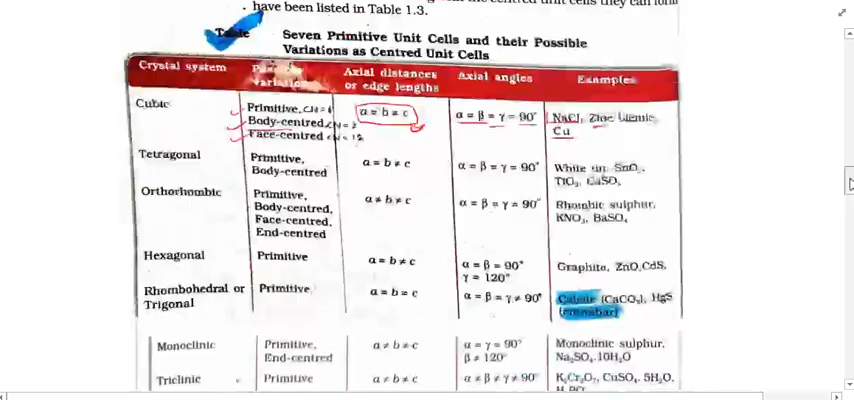 have been listed in Table 1.3.
Table
Seven Primitive Unit Cells and their Possible
Variations as Centred Unit Cells
Crystal system Axial distances Axial angles Examples
or edge lengths
Cubic Primitive, a = b = c α = β = γ = 90° NaCl, Zinc blende,
Body-centred Cu
Face-centred
Tetragonal Primitive, a = b ≠ c α = β = γ = 90° White tin, SnO₂,
Body-centred TiO₂, CaSO₄
Orthorhombic Primitive, a ≠ b ≠ c α = β = γ = 90° Rhombic sulphur,
Body-centred, KNO₃, BaSO₄
Face-centred,
End-centred
Hexagonal Primitive a = b ≠ c α = β = 90° Graphite, ZnO,CdS,
γ = 120°
Rhombohedral or Primitive a = b = c α = β = γ ≠ 90° Calcite (CaCO₃), HgS
Trigonal (cinnabar)
Monoclinic Primitive, a ≠ b ≠ c α = γ = 90° Monoclinic sulphur,
End-centred β ≠ 120° Na₂SO₄.10H₂O
Triclinic Primitive a ≠ b ≠ c α ≠ β ≠ γ ≠ 90° K₂Cr₂O₇, CuSO₄. 5H₂O,